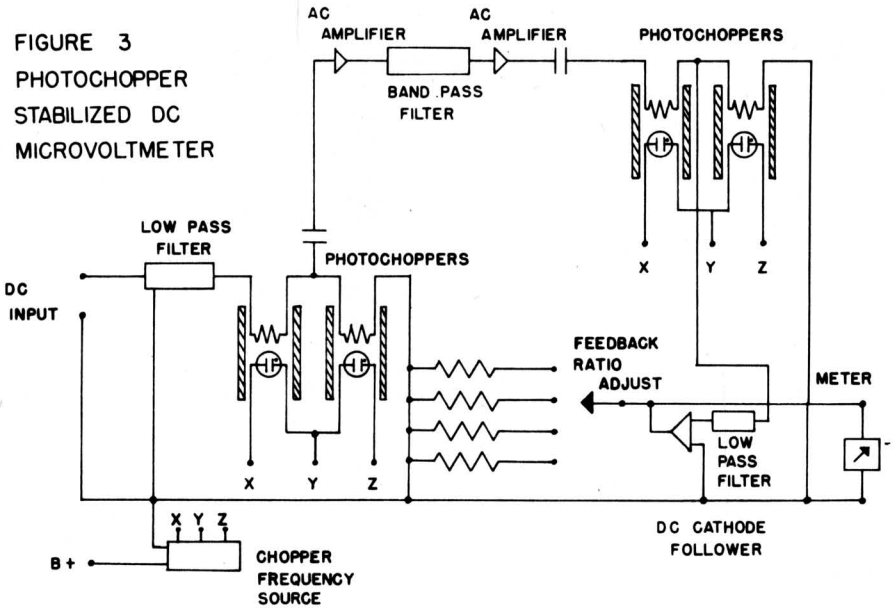 FIGURE 3
PHOTOCHOPPER
STABILIZED DC
MICROVOLTMETER
AC
AMPLIFIER
BAND PASS
FILTER
AC
AMPLIFIER
PHOTOCHOPPERS
X Y Z
LOW PASS
FILTER
DC
INPUT
PHOTOCHOPPERS
X Y Z
FEEDBACK
RATIO
ADJUST
METER
LOW
PASS
FILTER
DC CATHODE
FOLLOWER
X Y Z
B+
CHOPPER
FREQUENCY
SOURCE